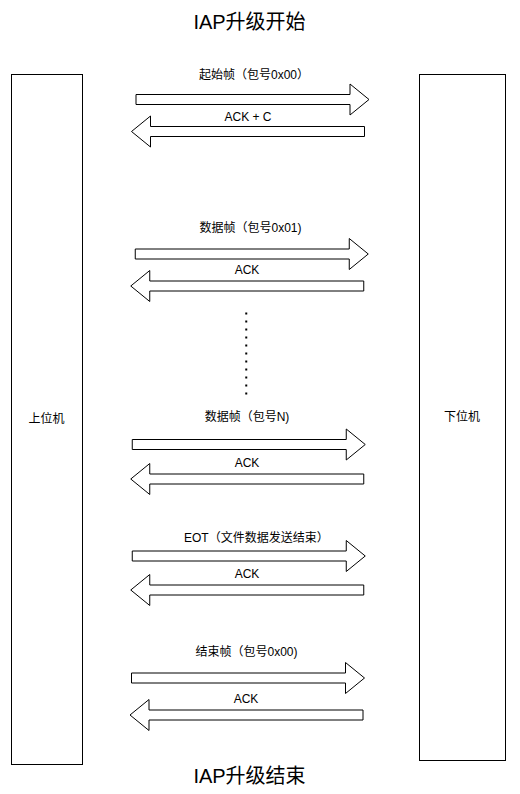 IAP升级开始
起始帧（包号0x00）
ACK + C
数据帧（包号0x01)
ACK
数据帧（包号N)
上位机
下位机
ACK
EOT（文件数据发送结束）
ACK
结束帧（包号0x00)
ACK
IAP升级结束